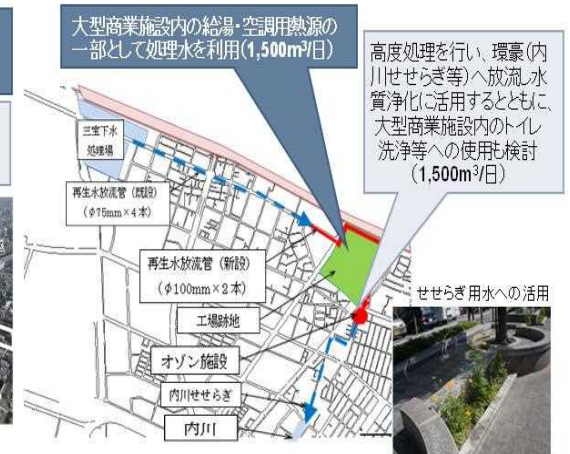 大型商業施設内の給湯・空調用熱源の
一部として処理水を利用(1,500m³/日)
高度処理を行い、環豪(内
川せせらぎ等)へ放流し水
質浄化に活用するとともに、
大型商業施設内のトイレ
洗浄等への使用も検討
(1,500m³/日)
三宝下水
処理場
再生水放流管（既設）
(φ75mm×4本)
再生水放流管（新設）
(φ100mm×2本)
工場跡地
オゾン施設
内川せせらぎ
内川
せせらぎ用水への活用